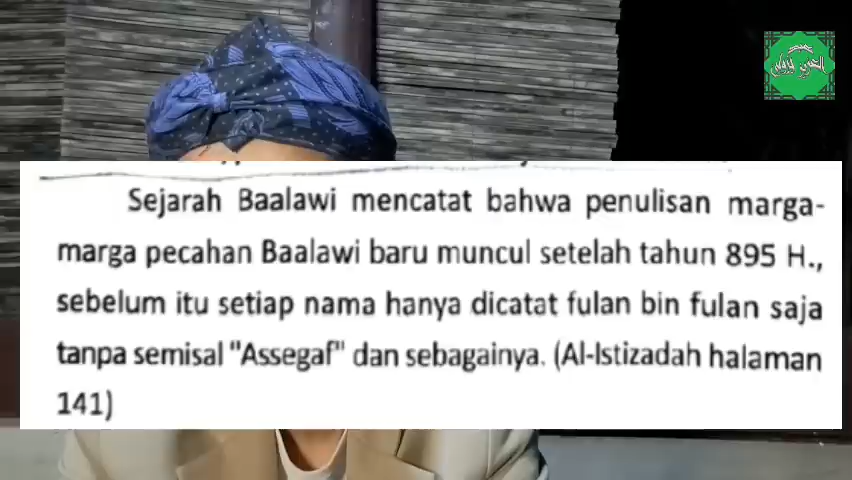 Sejarah Baalawi mencatat bahwa penulisan marga-
marga pecahan Baalawi baru muncul setelah tahun 895 H.,
sebelum itu setiap nama hanya dicatat fulan bin fulan saja
tanpa semisal "Assegaf" dan sebagainya. (Al-Istizadah halaman
141)